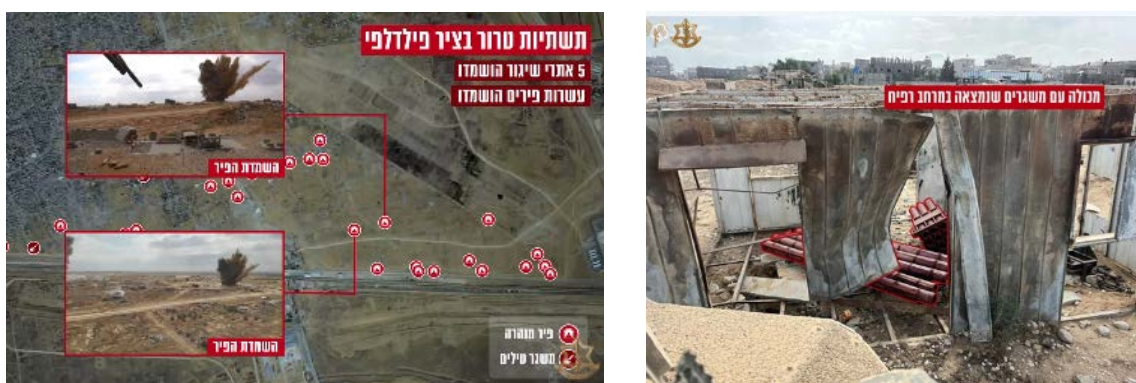 תשתיות טרור בציר פילדלפי
5 אתרי שיגור הושמדו
עשרות פירים הושמדו
השמדת הפיר
השמדת הפיר
פיר מנהרה
משגר טילים
מכולה עם משגרים שנמצאה במרחב רפיח